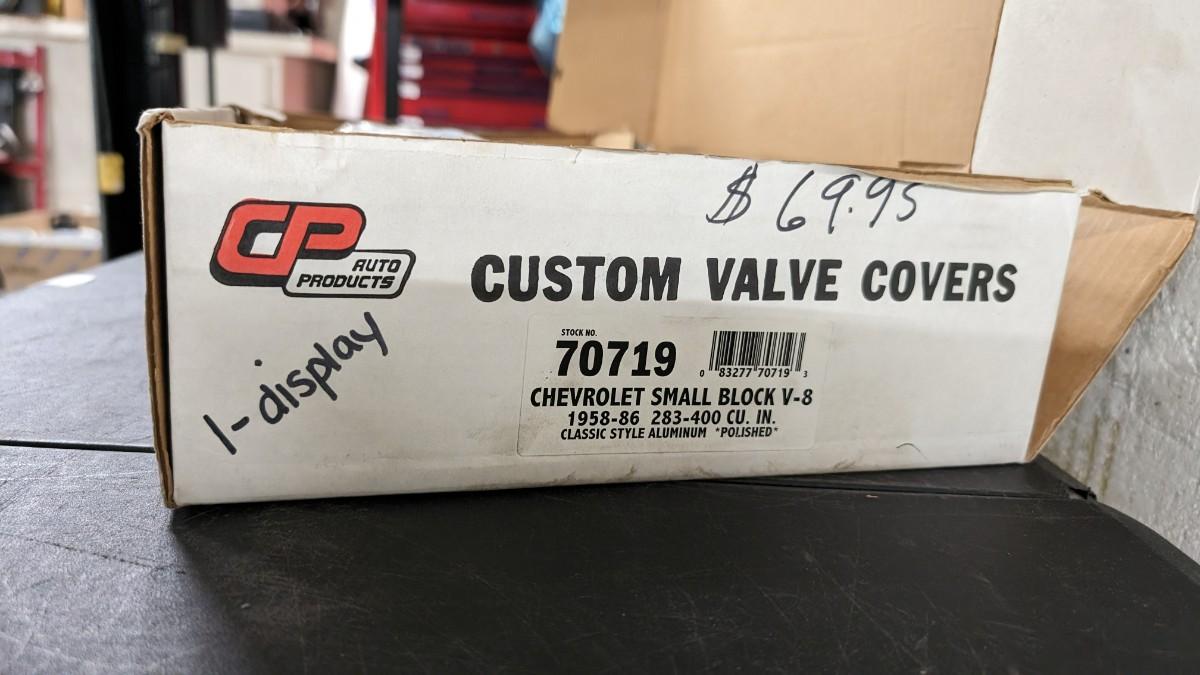 $ 69.95
CP
AUTO
PRODUCTS
CUSTOM VALVE COVERS
1-display
STOCK NO.
70719
0 83277 70719 3
CHEVROLET SMALL BLOCK V-8
1958-86 283-400 CU. IN.
CLASSIC STYLE ALUMINUM *POLISHED*